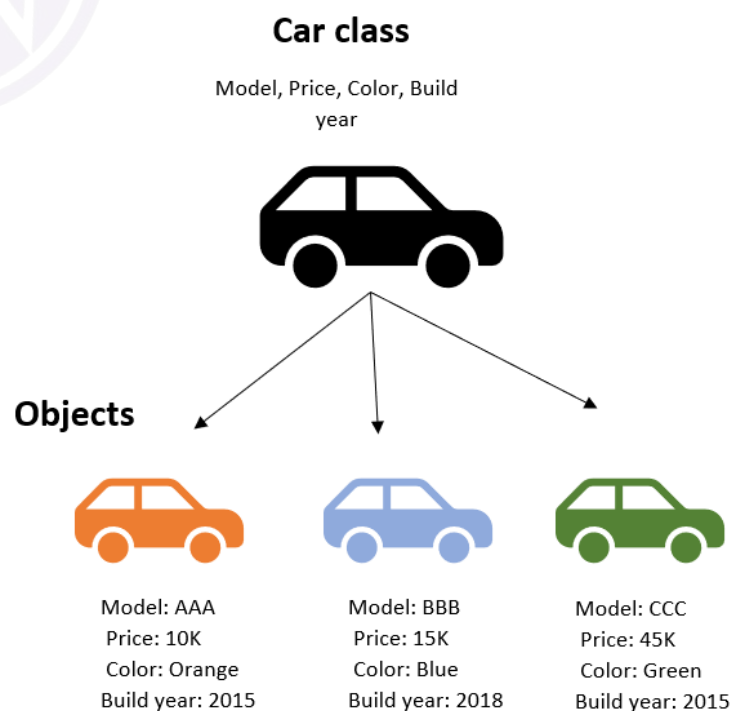 Car class
Model, Price, Color, Build
year
Objects
Model: AAA
Price: 10K
Color: Orange
Build year: 2015
Model: BBB
Price: 15K
Color: Blue
Build year: 2018
Model: CCC
Price: 45K
Color: Green
Build year: 2015